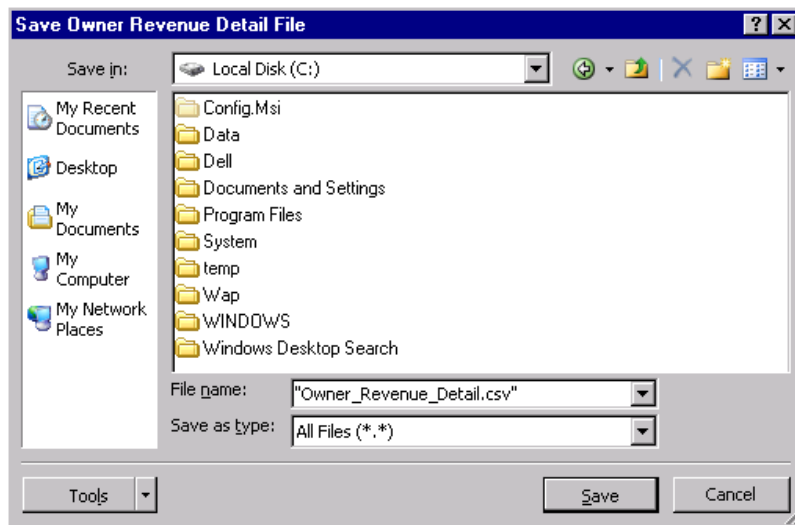 Save Owner Revenue Detail File
Save in:
Local Disk (C:)
My Recent
Documents
Desktop
My
Documents
My
Computer
My Network
Places
Config.Msi
Data
Dell
Documents and Settings
Program Files
System
temp
Wap
WINDOWS
Windows Desktop Search
File name:
"Owner_Revenue_Detail.csv"
Save as type:
All Files (*.*)
Tools
Save
Cancel